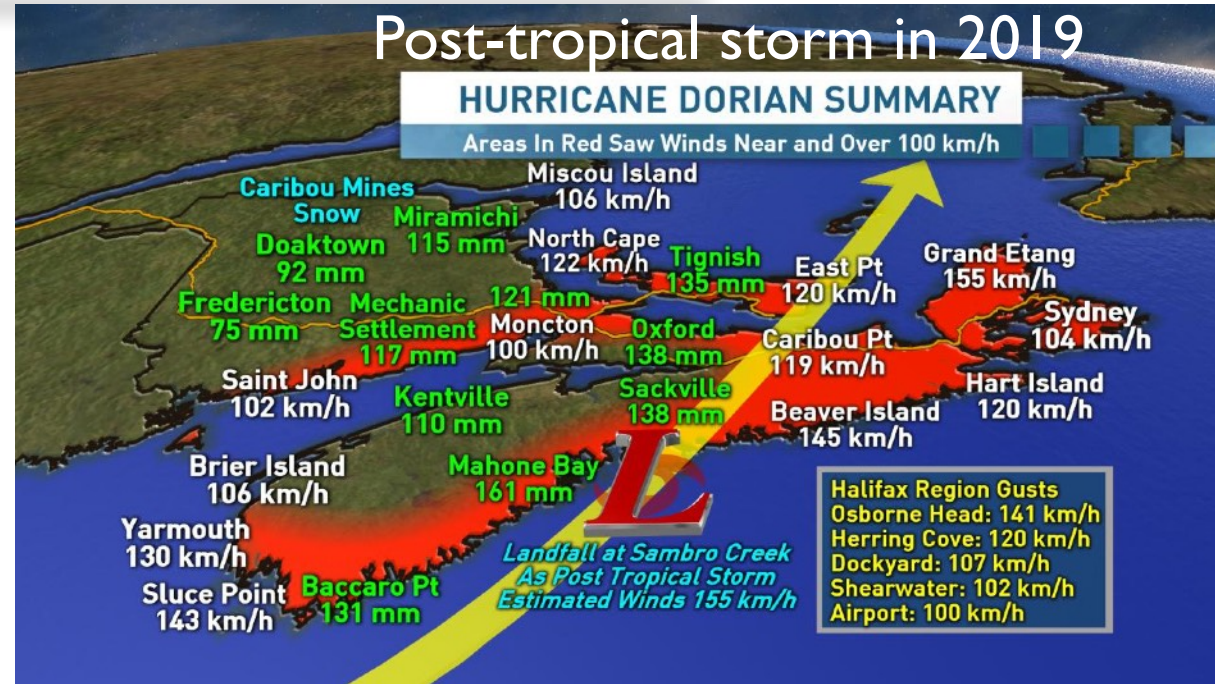 Post-tropical storm in 2019
HURRICANE DORIAN SUMMARY
Areas In Red Saw Winds Near and Over 100 km/h
Miscou Island
106 km/h
Caribou Mines
Snow
Miramichi
115 mm
Doaktown
92 mm
North Cape
122 km/h
Tignish
135 mm
East Pt
120 km/h
Grand Etang
155 km/h
Fredericton
75 mm
Mechanic
Settlement
117 mm
121 mm
Moncton
100 km/h
Oxford
138 mm
Caribou Pt
119 km/h
Sydney
104 km/h
Saint John
102 km/h
Kentville
110 mm
Sackville
138 mm
Beaver Island
145 km/h
Hart Island
120 km/h
Brier Island
106 km/h
Mahone Bay
161 mm
L
Yarmouth
130 km/h
Sluce Point
143 km/h
Baccaro Pt
131 mm
Landfall at Sambro Creek
As Post Tropical Storm
Estimated Winds 155 km/h
Halifax Region Gusts
Osborne Head: 141 km/h
Herring Cove: 120 km/h
Dockyard: 107 km/h
Shearwater: 102 km/h
Airport: 100 km/h